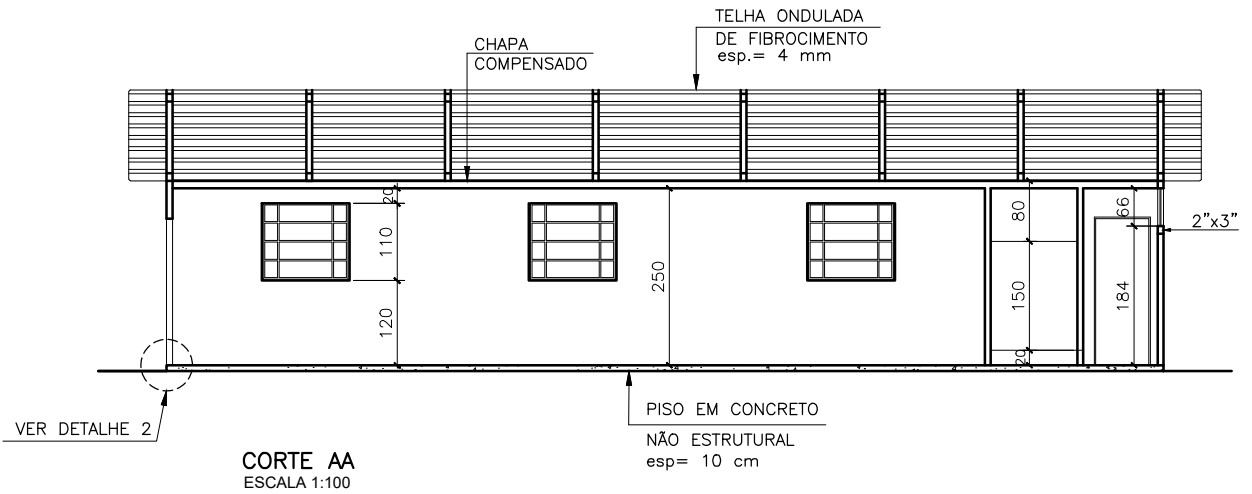 TELHA ONDULADA
DE FIBROCIMENTO
esp.= 4 mm
CHAPA
COMPENSADO
20
110
120
250
80
150
20
66
184
2"x3"
VER DETALHE 2
PISO EM CONCRETO
NÃO ESTRUTURAL
esp= 10 cm
CORTE AA
ESCALA 1:100